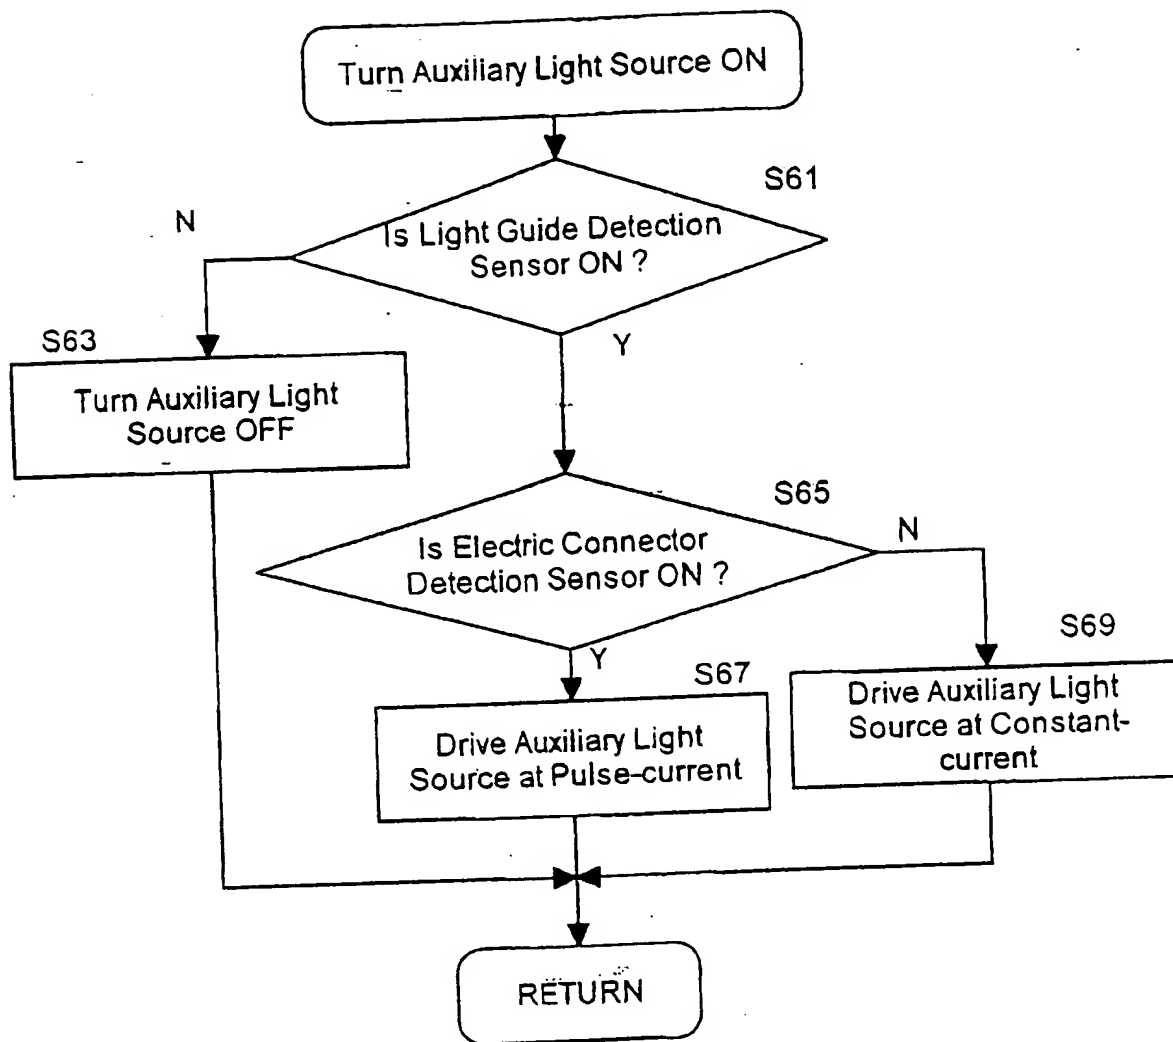 Turn Auxiliary Light Source ON
S61
N
Is Light Guide Detection
Sensor ON ?
Y
S63
Turn Auxiliary Light
Source OFF
S65
N
Is Electric Connector
Detection Sensor ON ?
Y
S67
S69
Drive Auxiliary Light
Source at Pulse-current
Drive Auxiliary Light
Source at Constant-
current
RETURN